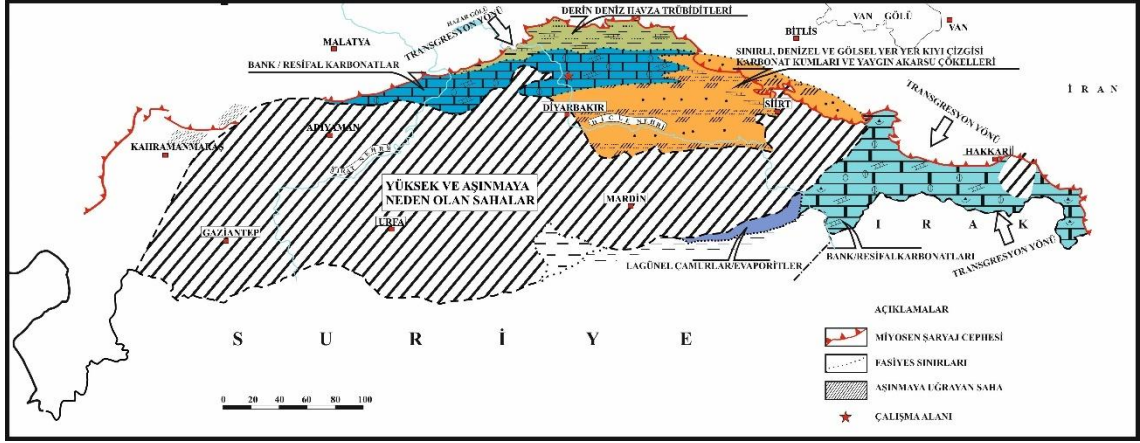 DERİN DENİZ HAVZA TRÜBİDİTLERİ
VAN GÖLÜ
VAN
BİTLİS
HAZAR GÖLÜ
TRANSGRESYON YÖNÜ
MALATYA
BANK / RESİFAL KARBONATLAR
SINIRLI, DENİZEL VE GÖLSEL YER YER KIYI ÇİZGİSİ
KARBONAT KUMLARI VE YAYGIN AKARSU ÇÖKELLERİ
İRAN
SİİRT
DİYARBAKIR
DİCLE NEHRİ
TRANSGRESYON YÖNÜ
ADIYAMAN
KAHRAMANMARAŞ
FIRAT NEHRİ
HAKKARİ
YÜKSEK VE AŞINMAYA
NEDEN OLAN SAHALAR
MARDİN
URFA
GAZİANTEP
I R A K
LAGÜNEL ÇAMURLAR/EVAPORİTLER
BANK/RESİFAL KARBONATLARI
TRANSGRESYON YÖNÜ
S U R İ Y E
AÇIKLAMALAR
MİYOSEN ŞARYAJ CEPHESİ
FASİYES SINIRLARI
AŞINMAYA UĞRAYAN SAHA
ÇALIŞMA ALANI
0 20 40 60 80 100